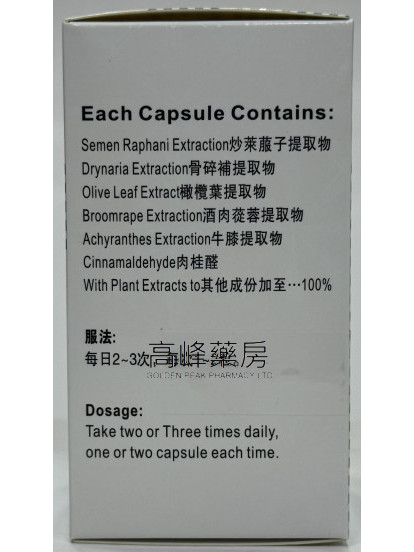 Each Capsule Contains:
Semen Raphani Extraction炒萊菔子提取物
Drynaria Extraction骨碎補提取物
Olive Leaf Extract橄欖葉提取物
Broomrape Extraction酒肉蓯蓉提取物
Achyranthes Extraction牛膝提取物
Cinnamaldehyde肉桂醛
With Plant Extracts to其他成份加至…100%
服法:
每日2~3次,
高峰藥房
GOLDEN PEAK PHARMACY LTC
Dosage:
Take two or Three times daily,
one or two capsule each time.